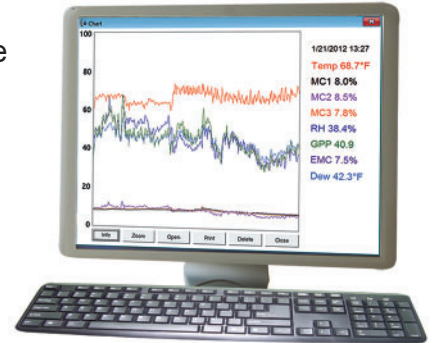 e
Chart
100
80
60
40
20
0
1/21/2012 13:27
Temp 68.7°F
MC1 8.0%
MC2 8.5%
MC3 7.8%
RH 38.4%
GPP 40.9
EMC 7.5%
Dew 42.3°F
Info Zoom Open Print Delete Close